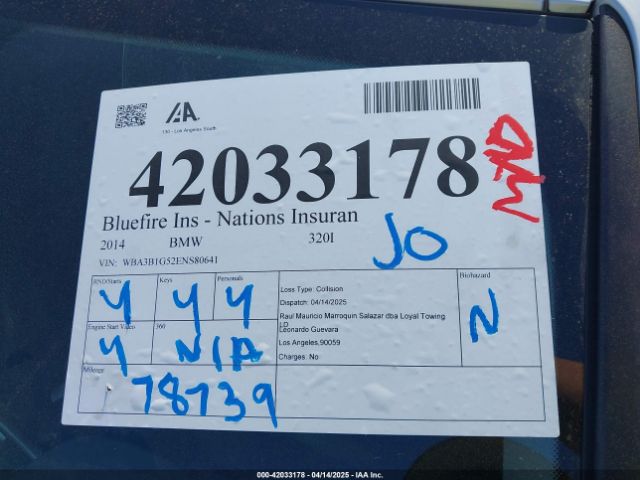 IAA
130 - Los Angeles South
42033178
MAD
Bluefire Ins - Nations Insuran
2014 BMW 320I
JO
VIN: WBA3B1G52ENS80641
RND/Starts Keys Personals
Y Y Y
Engine Start Video 360
Y N/A
Mileage
78739
Loss Type: Collision
Dispatch: 04/14/2025
Raul Mauricio Marroquin Salazar dba Loyal Towing
LD
Leonardo Guevara
Los Angeles,90059
Charges: No
Biohazard
N
000-42033178 - 04/14/2025 - IAA Inc.